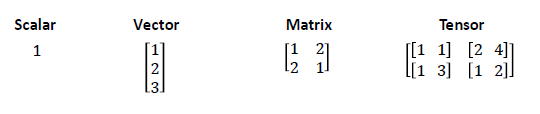 Scalar Vector Matrix Tensor
1
[1 2 3]
[1 2
2 1]
[[1 1] [2 4]
[1 3] [1 2]]